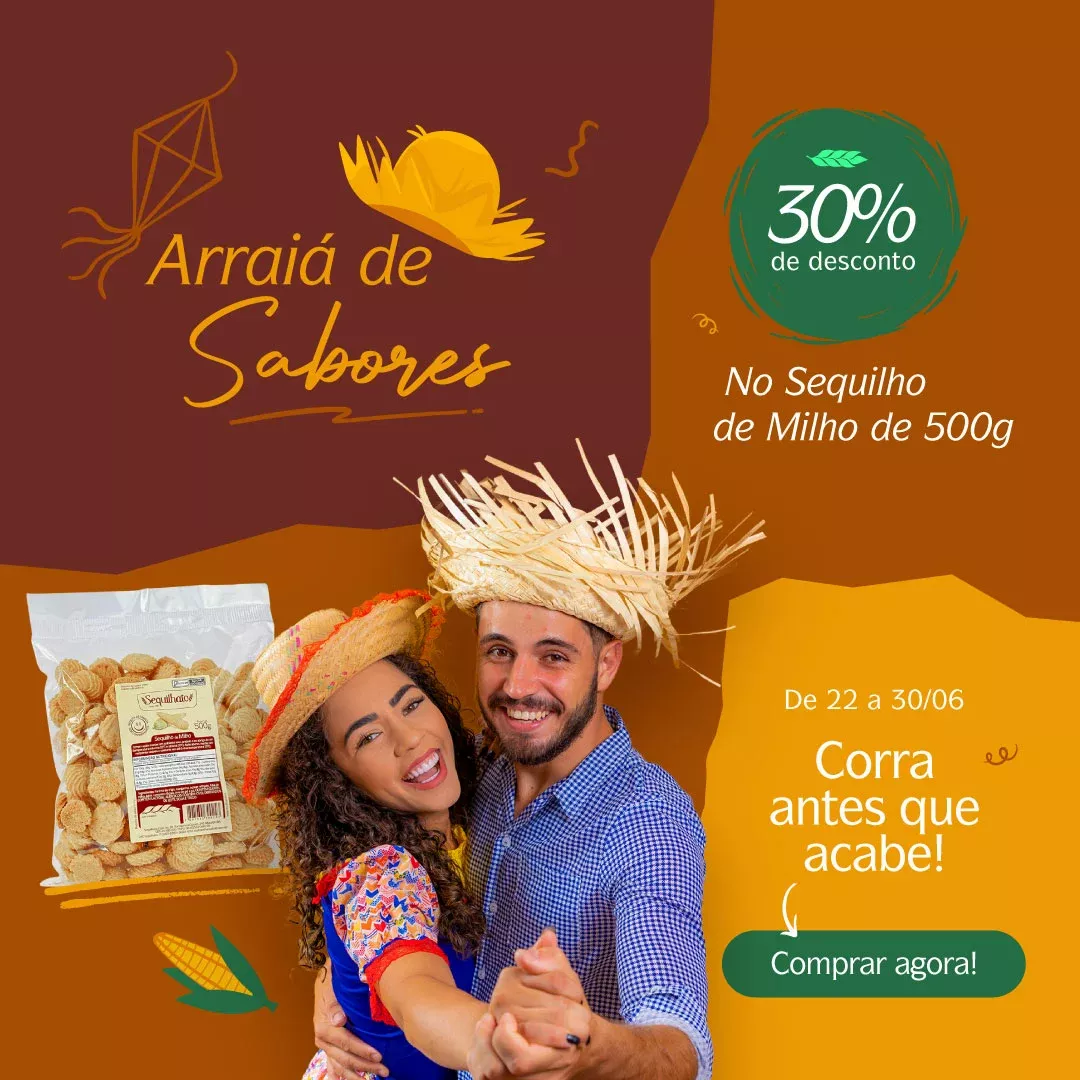 Arraiá de
Sabores
30%
de desconto
No Sequilho
de Milho de 500g
Sequilhato
500g
Sequilho de Milho
De 22 a 30/06
Corra
antes que
acabe!
Comprar agora!